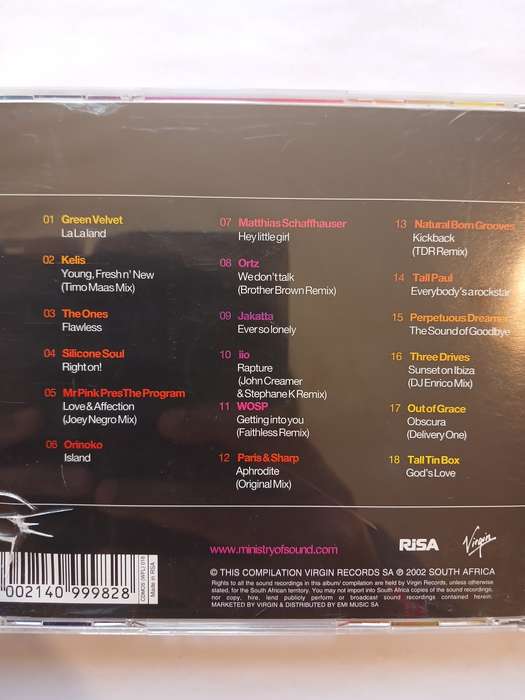 01 Green Velvet
La La land
02 Kelis
Young, Fresh n' New
(Timo Maas Mix)
03 The Ones
Flawless
04 Silicone Soul
Right on!
05 Mr Pink Pres The Program
Love & Affection
(Joey Negro Mix)
06 Orinoko
Island
07 Matthias Schaffhauser
Hey little girl
08 Ortz
We don't talk
(Brother Brown Remix)
09 Jakatta
Ever so lonely
10 iio
Rapture
(John Creamer
& Stephane K Remix)
11 WOSP
Getting into you
(Faithless Remix)
12 Paris & Sharp
Aphrodite
(Original Mix)
13 Natural Born Grooves
Kickback
(TDR Remix)
14 Tall Paul
Everybody's a rockstar
15 Perpetuous Dreamer
The Sound of Goodbye
16 Three Drives
Sunset on Ibiza
(DJ Enrico Mix)
17 Out of Grace
Obscura
(Delivery One)
18 Tall Tin Box
God's Love
www.ministryofsound.com
RiSA
Virgin
© THIS COMPILATION VIRGIN RECORDS SA ℗ 2002 SOUTH AFRICA
Rights to all the sound recordings in this album/ compilation are held by Virgin Records, unless otherwise
stated, for the South African territory. You may not import into South Africa copies of the sound recordings,
nor copy, hire, lend publicly perform or broadcast sound recordings contained herein.
MARKETED BY VIRGIN & DISTRIBUTED BY EMI MUSIC SA
002140 999828
Made in RSA